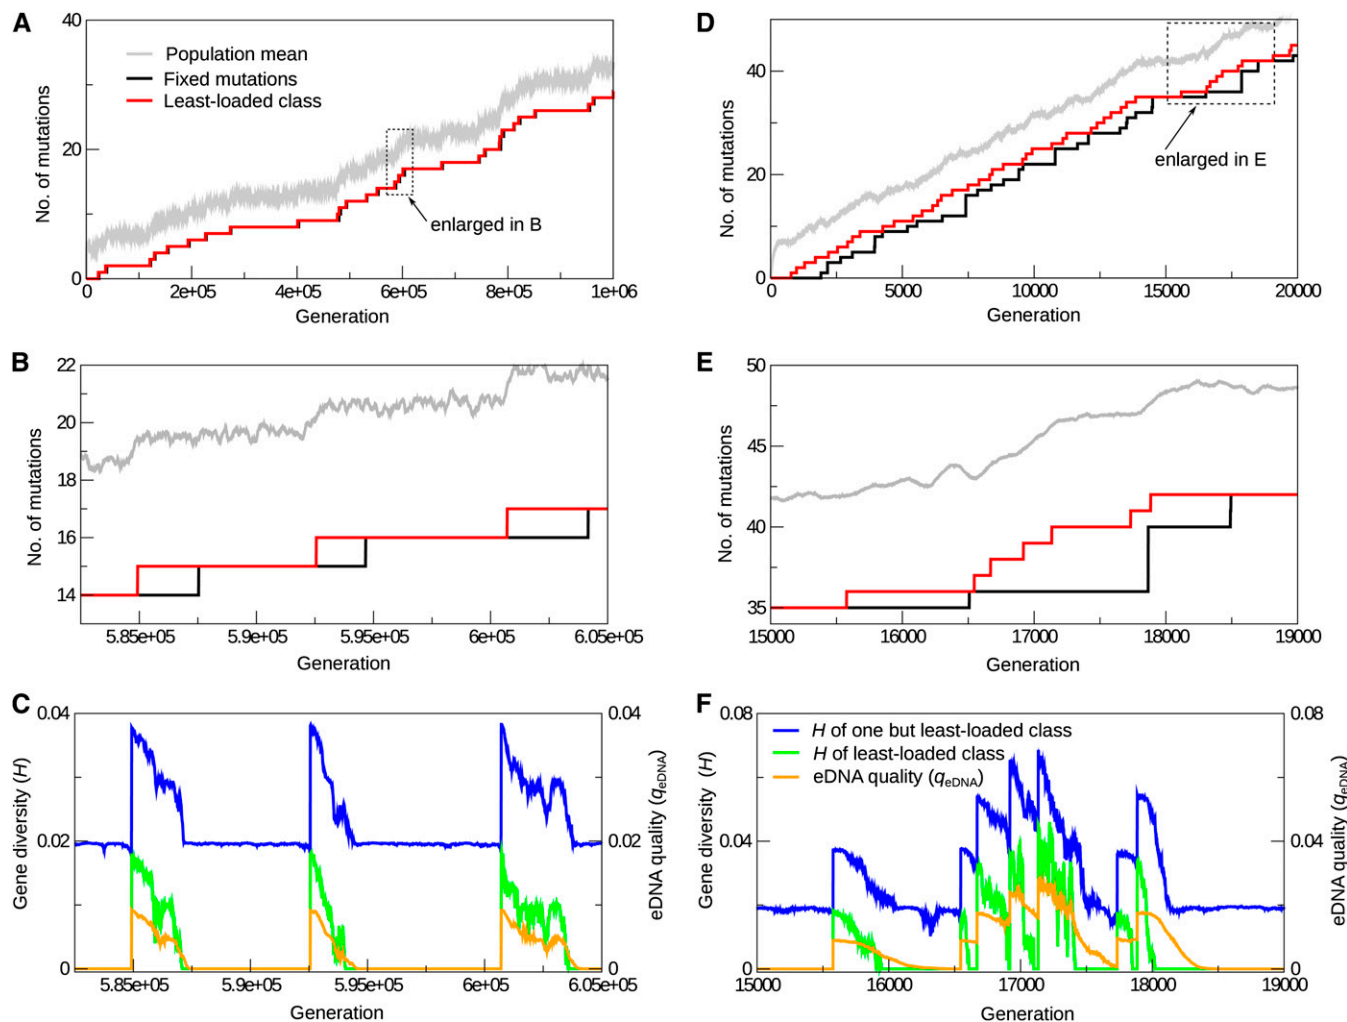 A
40
Population mean
Fixed mutations
Least-loaded class
No. of mutations
20
enlarged in B
0
0 2e+05 4e+05 6e+05 8e+05 1e+06
Generation
D
40
No. of mutations
20
enlarged in E
0
0 5000 10000 15000 20000
Generation
B
22
20
No. of mutations
18
16
14
5.85e+05 5.9e+05 5.95e+05 6e+05 6.05e+05
Generation
E
50
45
No. of mutations
40
35
15000 16000 17000 18000 19000
Generation
C
0.04 0.04
Gene diversity (H)
0.02 0.02
eDNA quality (qeDNA)
0 0
5.85e+05 5.9e+05 5.95e+05 6e+05 6.05e+05
Generation
F
0.08 0.08
H of one but least-loaded class
H of least-loaded class
eDNA quality (qeDNA)
Gene diversity (H)
0.04 0.04
eDNA quality (qeDNA)
0 0
15000 16000 17000 18000 19000
Generation